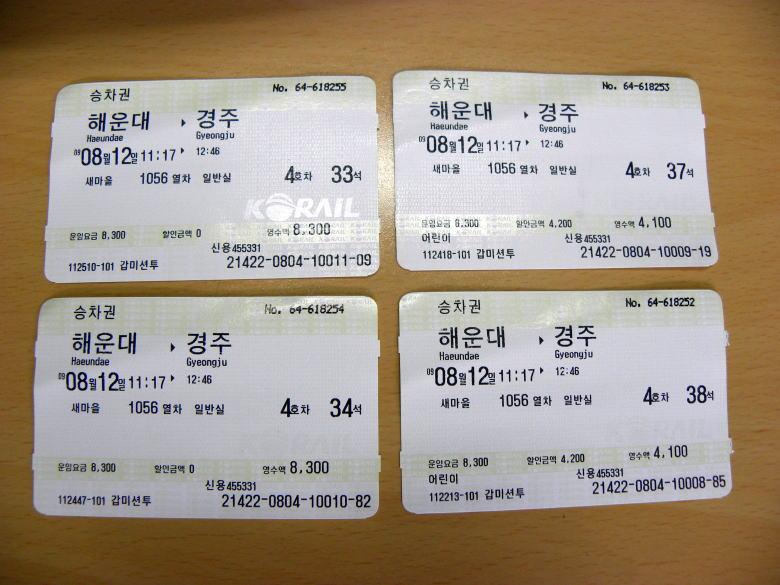 승차권 No. 64-618255
해운대 ▸ 경주
Haeundae Gyeongju
09 08월 12일 11:17 ▸ 12:46
새마을 1056 열차 일반실 4호차 33석
KORAIL
운임요금 8,300 할인금액 0 영수액 8,300
신용455331
112510-101 갑미션투 21422-0804-10011-09
승차권 No. 64-618253
해운대 ▸ 경주
Haeundae Gyeongju
09 08월 12일 11:17 ▸ 12:46
새마을 1056 열차 일반실 4호차 37석
운임요금 8,300 할인금액 4,200 영수액 4,100
어린이 신용455331
112418-101 갑미션투 21422-0804-10009-19
승차권 No. 64-618254
해운대 ▸ 경주
Haeundae Gyeongju
09 08월 12일 11:17 ▸ 12:46
새마을 1056 열차 일반실 4호차 34석
운임요금 8,300 할인금액 0 영수액 8,300
신용455331
112447-101 갑미션투 21422-0804-10010-82
승차권 No. 64-618252
해운대 ▸ 경주
Haeundae Gyeongju
09 08월 12일 11:17 ▸ 12:46
새마을 1056 열차 일반실 4호차 38석
KORAIL
운임요금 8,300 할인금액 4,200 영수액 4,100
어린이 신용455331
112213-101 갑미션투 21422-0804-10008-85